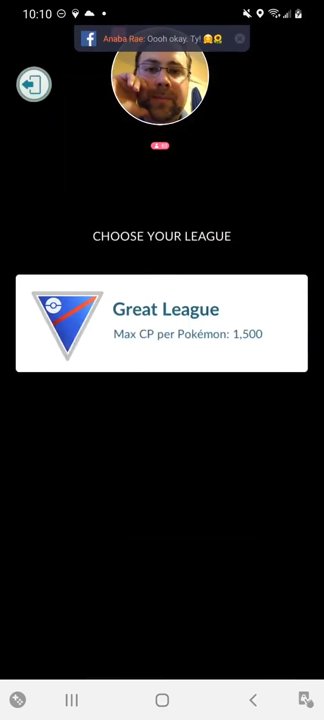 10:10
Anaba Rae: Oooh okay. Ty! 🤗🌻
CHOOSE YOUR LEAGUE
Great League
Max CP per Pokémon: 1,500